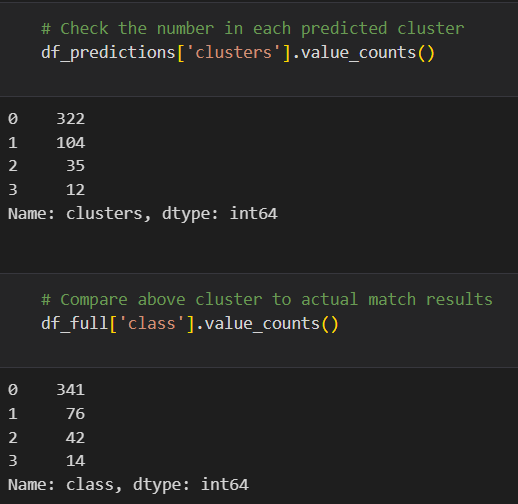 # Check the number in each predicted cluster
df_predictions['clusters'].value_counts()
0    322
1    104
2     35
3     12
Name: clusters, dtype: int64
# Compare above cluster to actual match results
df_full['class'].value_counts()
0    341
1     76
2     42
3     14
Name: class, dtype: int64